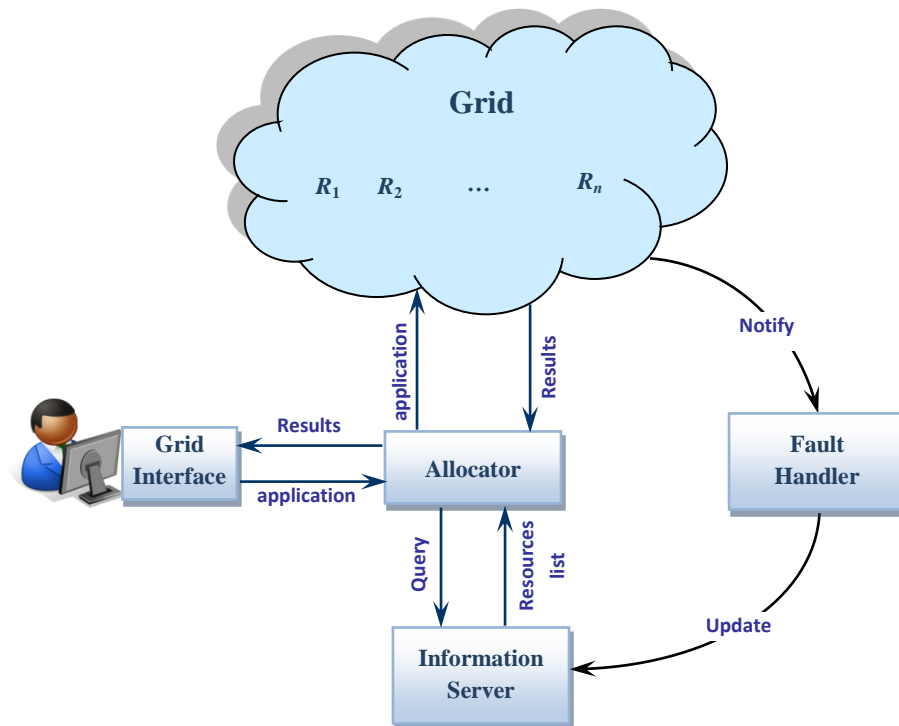 Grid
R1 R2 … Rn
application
Results
Notify
Results
Grid
Interface
application
Allocator
Fault
Handler
Query
Resources
list
Update
Information
Server